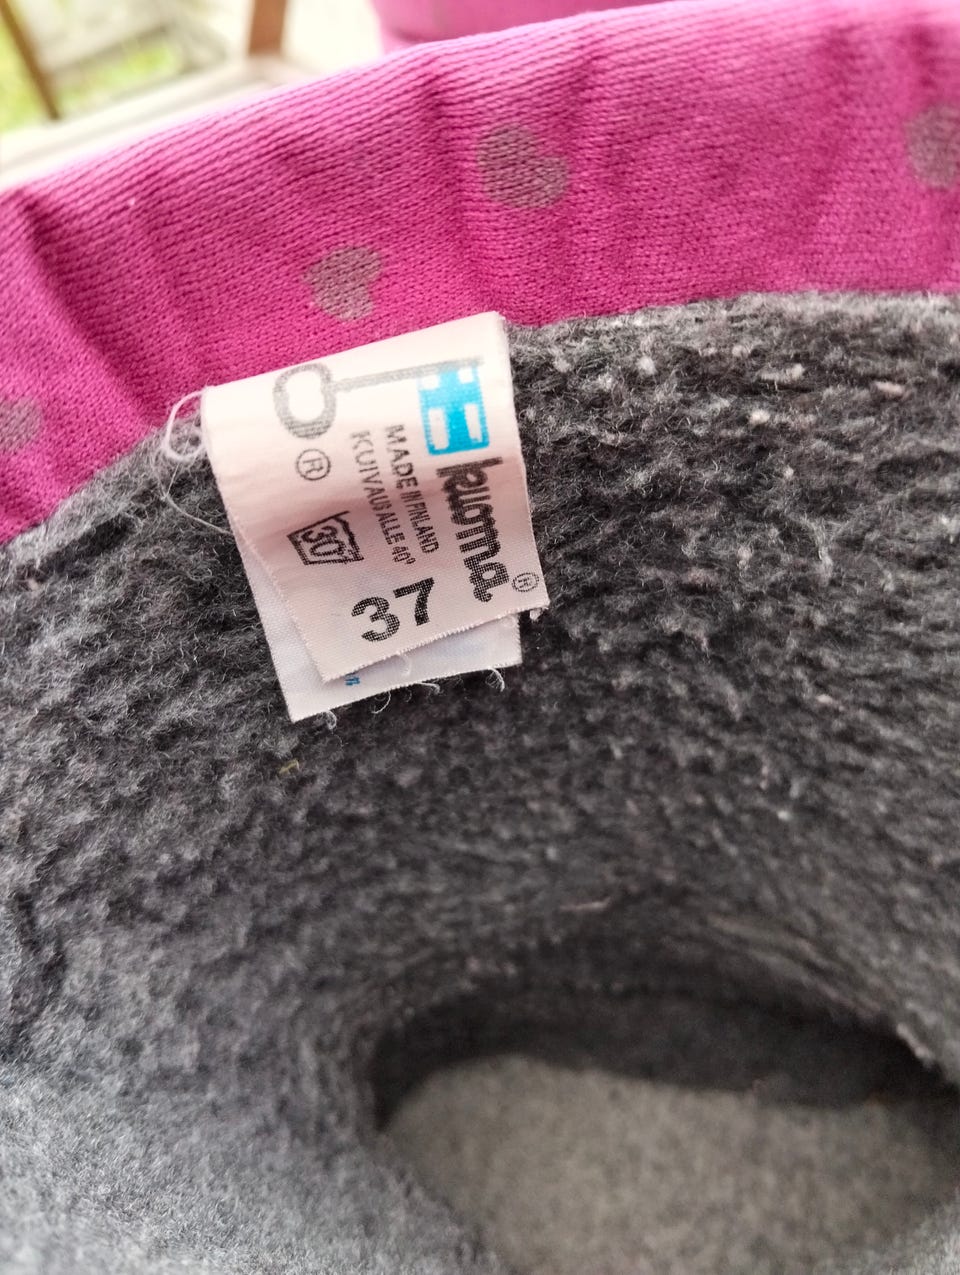 kuoma®
MADE IN FINLAND
KUIVAUS ALLE 40°
®
30°
37